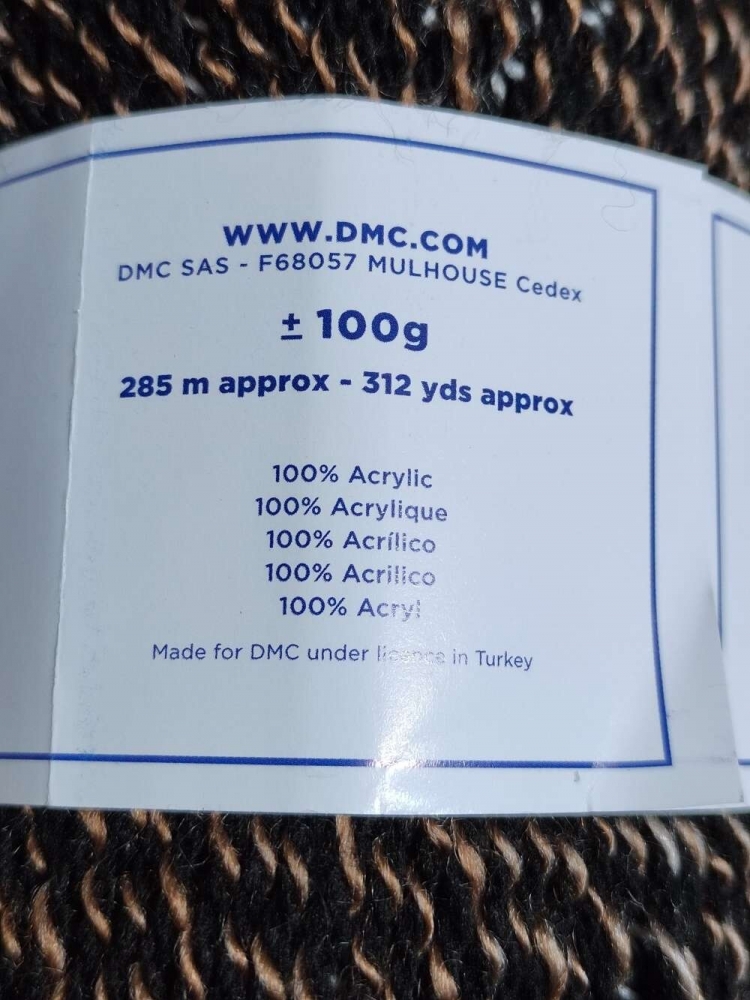 WWW.DMC.COM
DMC SAS - F68057 MULHOUSE Cedex
± 100g
285 m approx - 312 yds approx
100% Acrylic
100% Acrylique
100% Acrílico
100% Acrilico
100% Acryl
Made for DMC under licence in Turkey